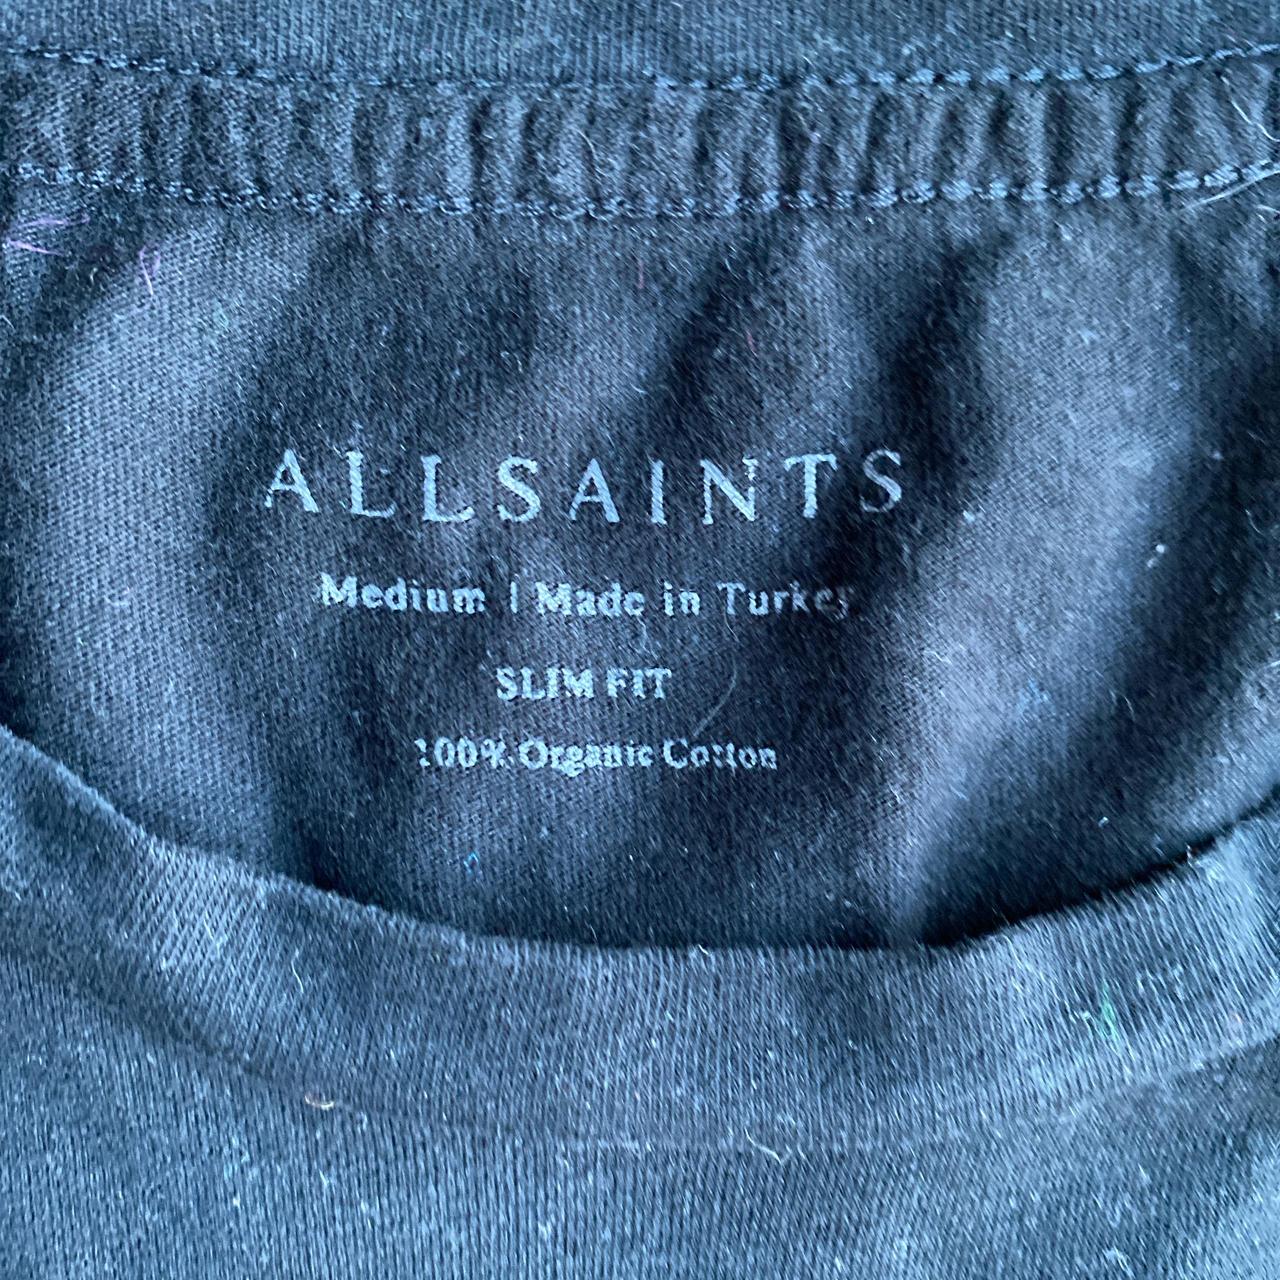 ALLSAINTS
Medium | Made in Turkey
SLIM FIT
100% Organic Cotton